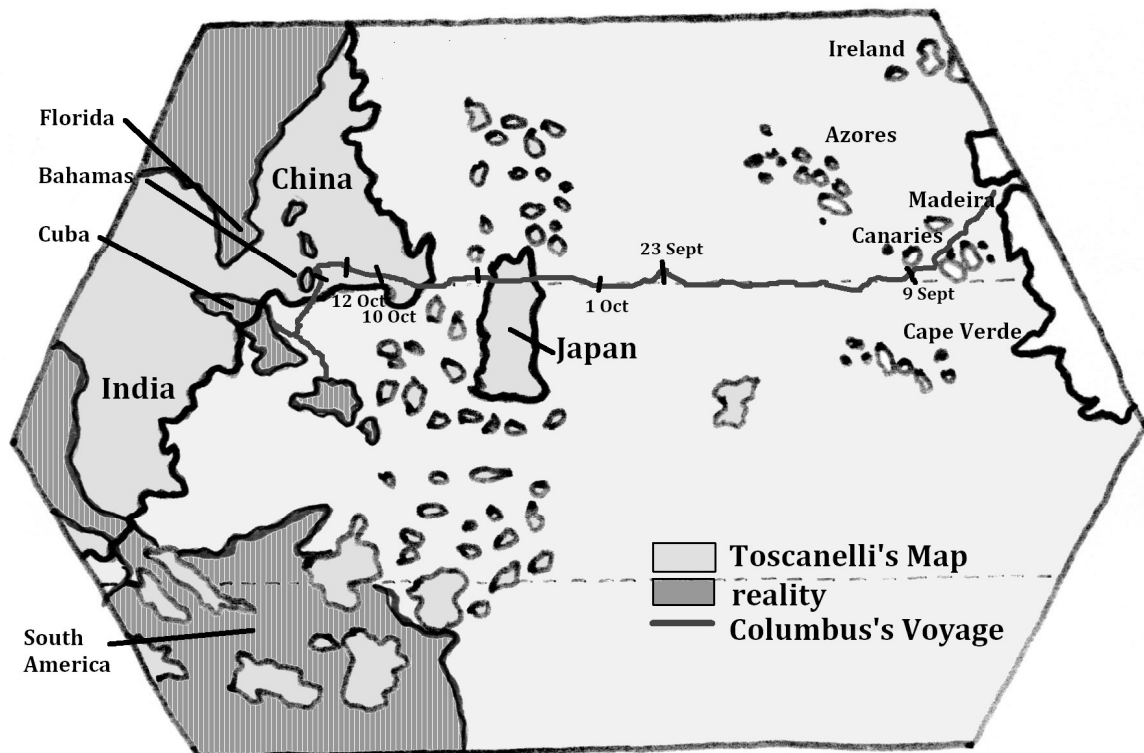 Ireland
Florida
Azores
Bahamas
China
Madeira
Cuba
Canaries
23 Sept
12 Oct
10 Oct
1 Oct
9 Sept
Cape Verde
Japan
India
Toscanelli's Map
reality
Columbus's Voyage
South
America